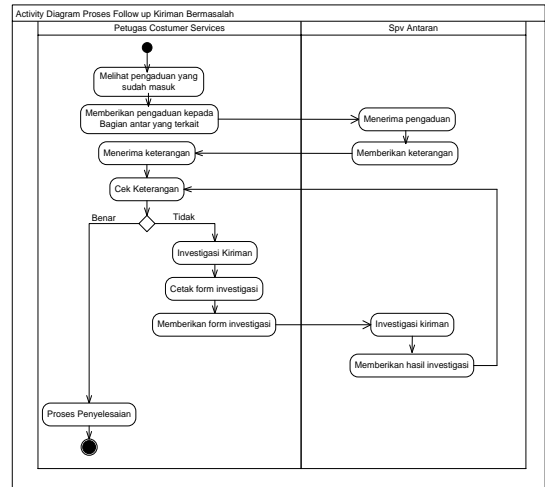 Activity Diagram Proses Follow up Kiriman Bermasalah
Petugas Costumer Services
Spv Antaran
Melihat pengaduan yang
sudah masuk
Memberikan pengaduan kepada
Bagian antar yang terkait
Menerima pengaduan
Menerima keterangan
Memberikan keterangan
Cek Keterangan
Benar
Tidak
Investigasi Kiriman
Cetak form investigasi
Memberikan form investigasi
Investigasi kiriman
Memberikan hasil investigasi
Proses Penyelesaian